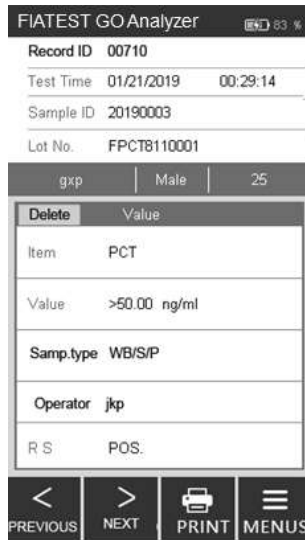 FIATEST GO Analyzer 83 %
Record ID 00710
Test Time 01/21/2019 00:29:14
Sample ID 20190003
Lot No. FPCT8110001
gxp Male 25
Delete Value
Item PCT
Value >50.00 ng/ml
Samp.type WB/S/P
Operator jkp
R S POS.
< > 
PREVIOUS NEXT PRINT MENUS